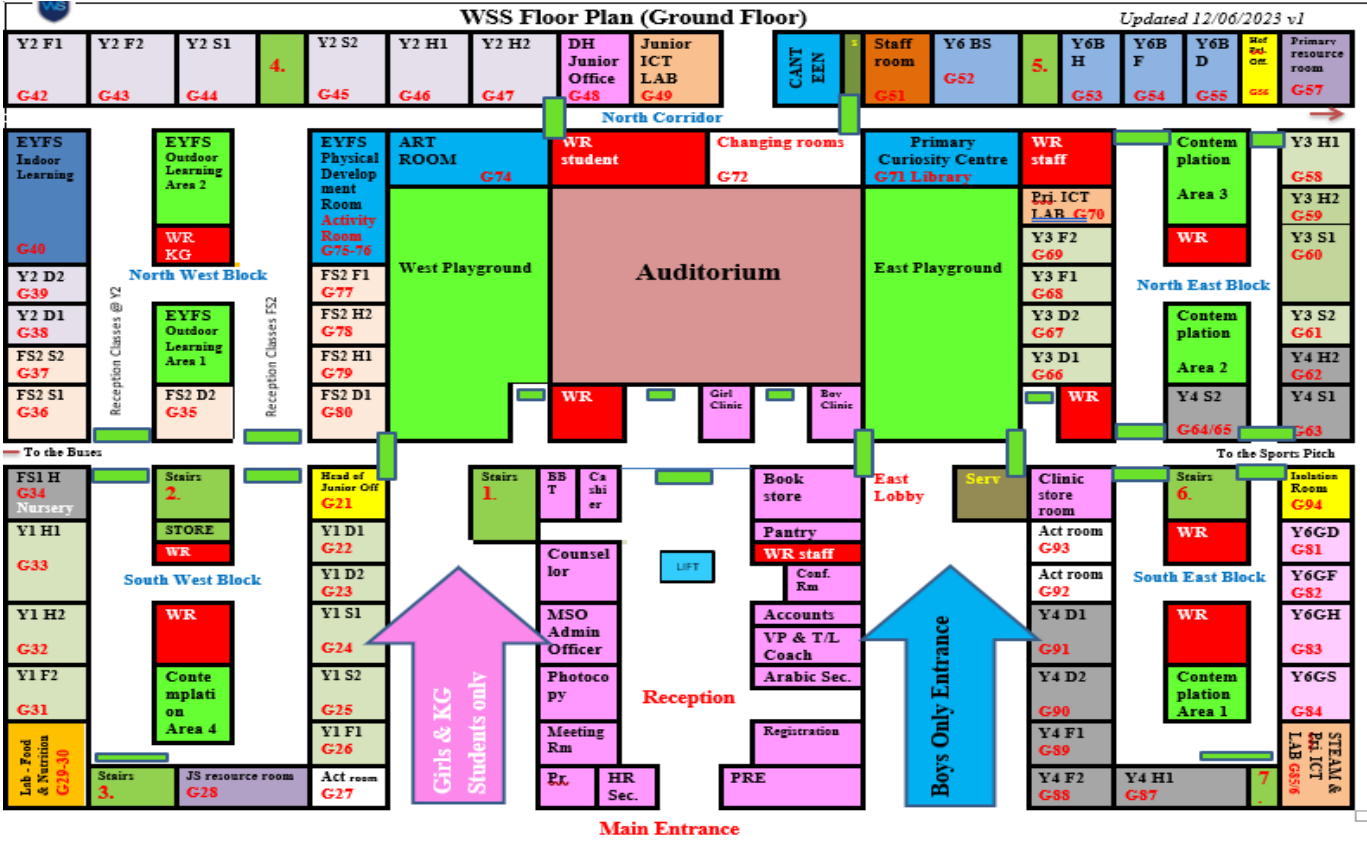 WS
WSS Floor Plan (Ground Floor)
Updated 12/06/2023 v1
Y2 F1
G42
Y2 F2
G43
Y2 S1
G44
4.
Y2 S2
G45
Y2 H1
G46
Y2 H2
G47
DH
Junior
Office
G48
Junior
ICT
LAB
G49
CANT
EEN
S
Staff
room
G51
Y6 BS
G52
5.
Y6B
H
G53
Y6B
F
G54
Y6B
D
G55
Off.
G56
Primary
resource
room
G57
North Corridor
EYFS
Indoor
Learning
G40
EYFS
Outdoor
Learning
Area 2
WR
KG
EYFS
Physical
Develop
ment
Room
Activity
Room
G75-76
ART
ROOM
G74
WR
student
Changing rooms
G72
Primary
Curiosity Centre
G71 Library
WR
staff
Contem
plation
Area 3
WR
Y3 H1
G58
Y3 H2
G59
Y3 S1
G60
Pri. ICT
LAB G70
Y3 F2
G69
Y3 F1
G68
Y3 D2
G67
Y3 D1
G66
WR
North West Block
West Playground
Auditorium
East Playground
North East Block
Y2 D2
G39
Y2 D1
G38
FS2 S2
G37
FS2 S1
G36
Reception Classes @ Y2
EYFS
Outdoor
Learning
Area 1
FS2 D2
G35
Reception Classes FS2
FS2 F1
G77
FS2 H2
G78
FS2 H1
G79
FS2 D1
G80
WR
Girl
Clinic
Boy
Clinic
Contem
plation
Area 2
Y4 S2
G64/65
Y3 S2
G61
Y4 H2
G62
Y4 S1
G63
To the Buses
To the Sports Pitch
FS1 H
G34
Nursery
Y1 H1
G33
Y1 H2
G32
Y1 F2
G31
Lab - Food
& Nutrition
G29-30
Stairs
2.
STORE
WR
South West Block
WR
Conte
mplati
on
Area 4
Stairs
3.
JS resource room
G28
Head of
Junior Off
G21
Y1 D1
G22
Y1 D2
G23
Y1 S1
G24
Y1 S2
G25
Y1 F1
G26
Act room
G27
Girls & KG
Students only
Stairs
1.
BB
T
Ca
shi
er
Counsel
lor
MSO
Admin
Officer
Photoco
py
Meeting
Rm
Pr.
HR
Sec.
LIFT
Reception
Book
store
Pantry
WR staff
Conf.
Rm
Accounts
VP & T/L
Coach
Arabic Sec.
Registration
PRE
East
Lobby
Boys Only Entrance
Serv
Clinic
store
room
Act room
G93
Act room
G92
Y4 D1
G91
Y4 D2
G90
Y4 F1
G89
Y4 F2
G88
Stairs
6.
WR
South East Block
WR
Contem
plation
Area 1
Y4 H1
G87
7
.
Isolation
Room
G94
Y6GD
G81
Y6GF
G82
Y6GH
G83
Y6GS
G84
STEAM &
Pri. ICT
LAB G85/6
Main Entrance